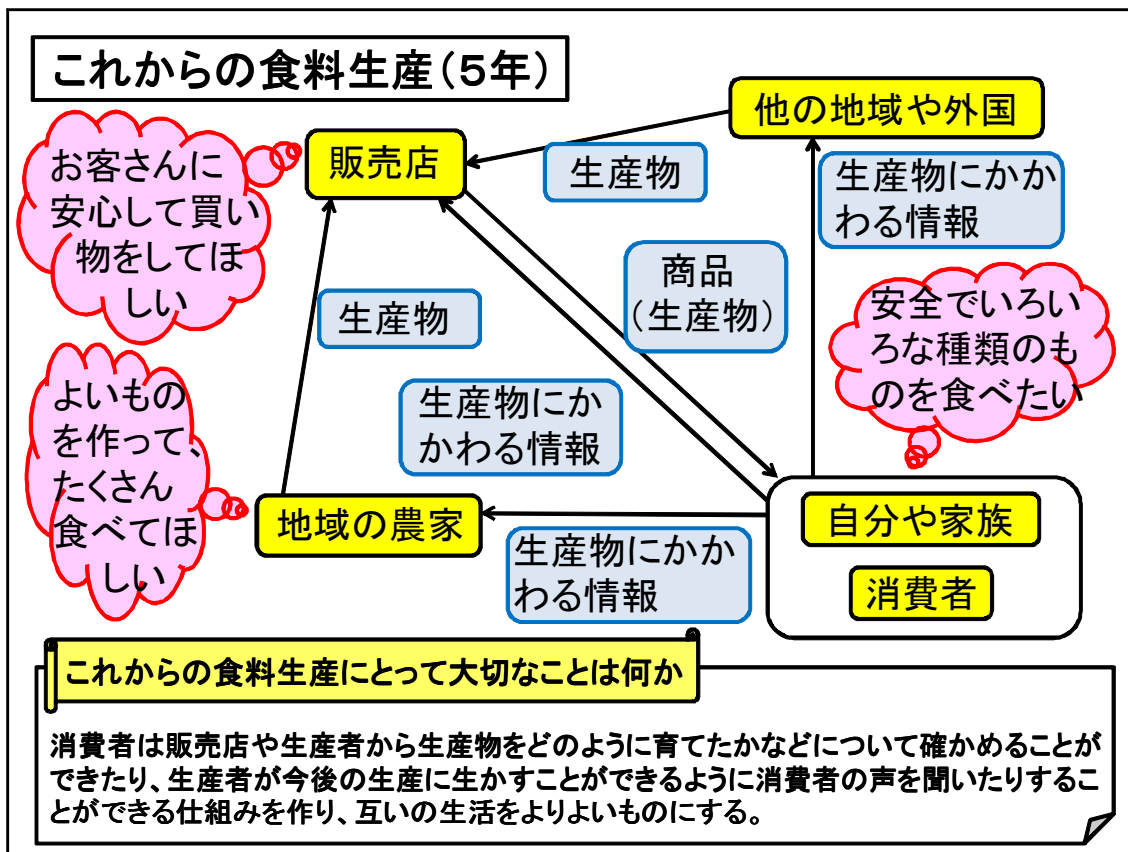 これからの食料生産(5年)
他の地域や外国
お客さんに
安心して買い
物をしてほ
しい
販売店
生産物
生産物にかか
わる情報
商品
(生産物)
生産物
安全でいろい
ろな種類のも
のを食べたい
よいもの
を作って、
たくさん
食べてほ
しい
生産物にか
かわる情報
地域の農家
自分や家族
生産物にかか
わる情報
消費者
これからの食料生産にとって大切なことは何か
消費者は販売店や生産者から生産物をどのように育てたかなどについて確かめることが
できたり、生産者が今後の生産に生かすことができるように消費者の声を聞いたりするこ
とができる仕組みを作り、互いの生活をよりよいものにする。